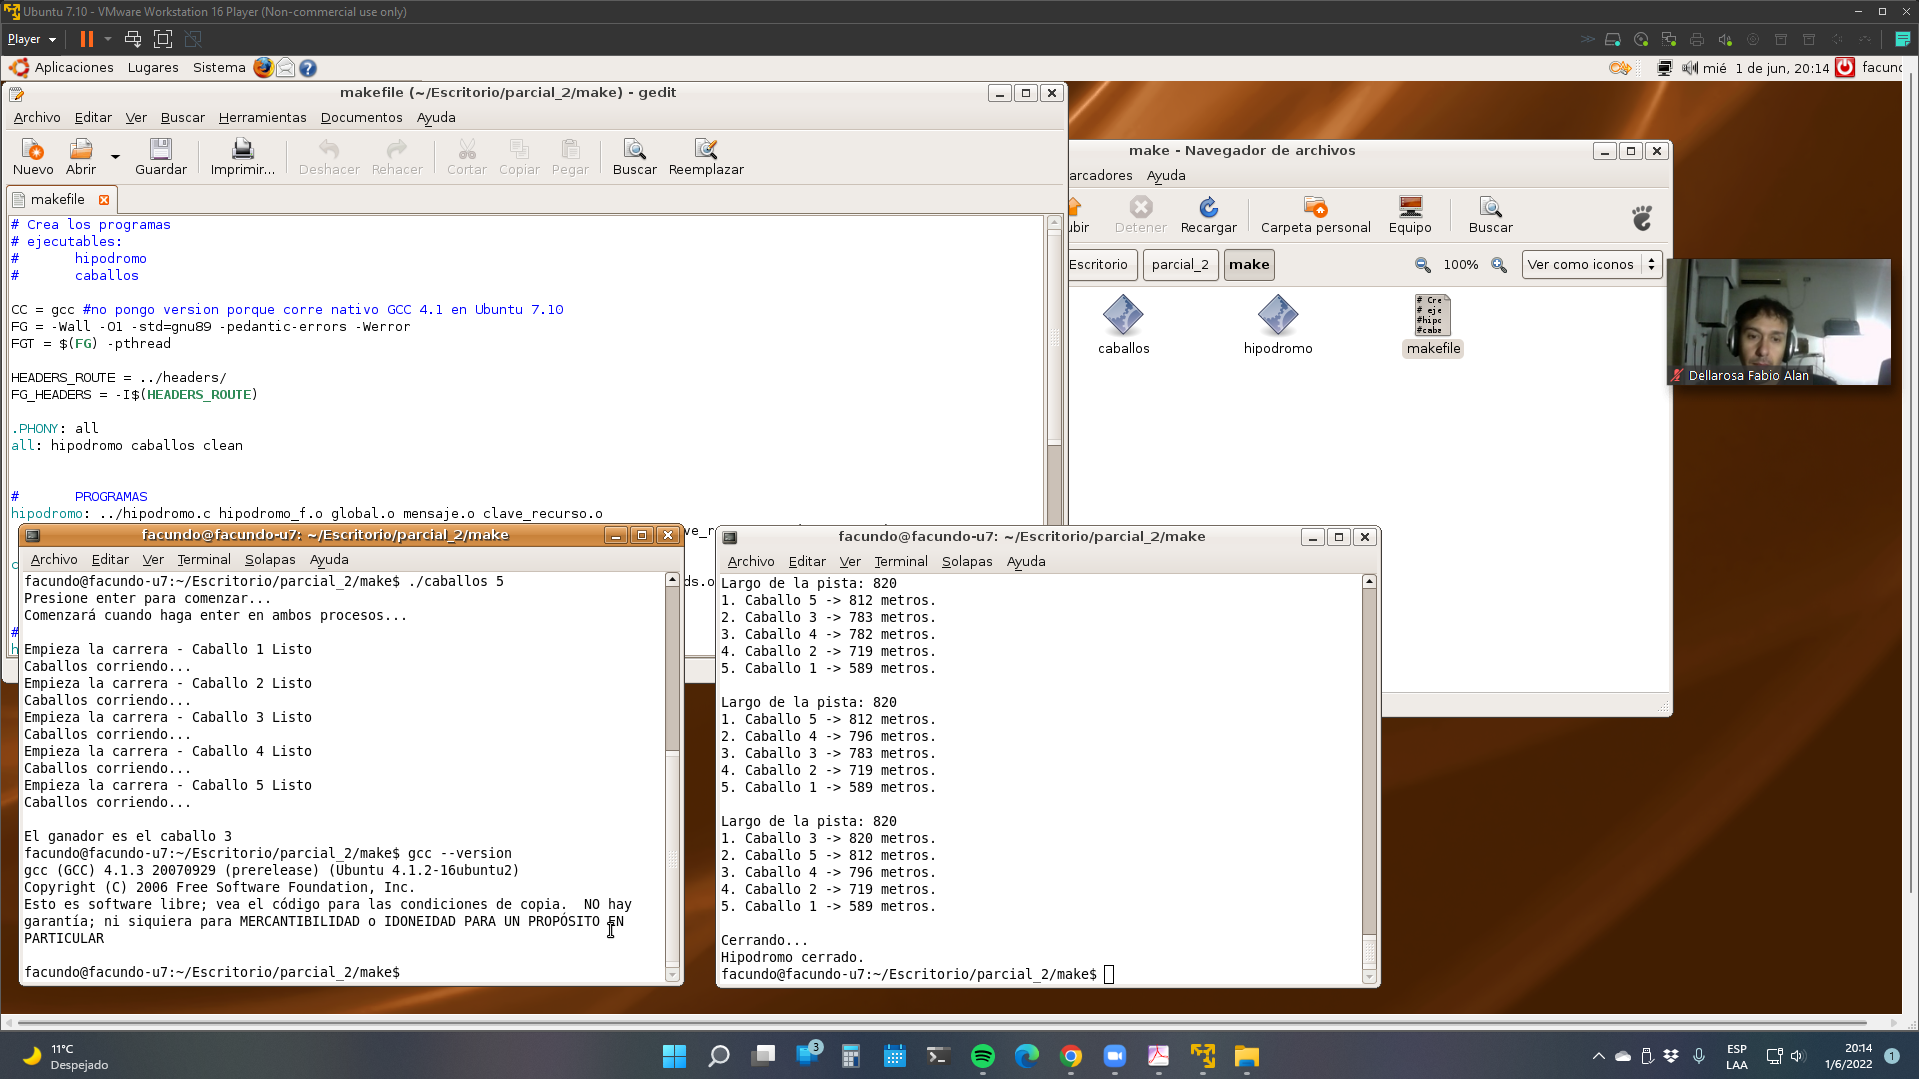 Ubuntu 7.10 - VMware Workstation 16 Player (Non-commercial use only)
Player
Aplicaciones Lugares Sistema
mié 1 de jun, 20:14
makefile (~/Escritorio/parcial_2/make) - gedit
Archivo Editar Ver Buscar Herramientas Documentos Ayuda
Nuevo Abrir Guardar Imprimir... Deshacer Rehacer Cortar Copiar Pegar Buscar Reemplazar
makefile
# Crea los programas
# ejecutables:
# hipodromo
# caballos
CC = gcc #no pongo version porque corre nativo GCC 4.1 en Ubuntu 7.10
FG = -Wall -O1 -std=gnu89 -pedantic-errors -Werror
FGT = $(FG) -pthread
HEADERS_ROUTE = ../headers/
FG_HEADERS = -I$(HEADERS_ROUTE)
.PHONY: all
all: hipodromo caballos clean
# PROGRAMAS
hipodromo: ../hipodromo.c hipodromo_f.o global.o mensaje.o clave_recurso.o
make - Navegador de archivos
arcadores Ayuda
ubir Detener Recargar Carpeta personal Equipo Buscar
Escritorio parcial_2 make 100% Ver como iconos
# Cre
# eje
#hipc
#cabe
caballos hipodromo makefile
Dellarosa Fabio Alan
facundo@facundo-u7: ~/Escritorio/parcial_2/make
Archivo Editar Ver Terminal Solapas Ayuda
facundo@facundo-u7:~/Escritorio/parcial_2/make$ ./caballos 5
Presione enter para comenzar...
Comenzará cuando haga enter en ambos procesos...
Empieza la carrera - Caballo 1 Listo
Caballos corriendo...
Empieza la carrera - Caballo 2 Listo
Caballos corriendo...
Empieza la carrera - Caballo 3 Listo
Caballos corriendo...
Empieza la carrera - Caballo 4 Listo
Caballos corriendo...
Empieza la carrera - Caballo 5 Listo
Caballos corriendo...
El ganador es el caballo 3
facundo@facundo-u7:~/Escritorio/parcial_2/make$ gcc --version
gcc (GCC) 4.1.3 20070929 (prerelease) (Ubuntu 4.1.2-16ubuntu2)
Copyright (C) 2006 Free Software Foundation, Inc.
Esto es software libre; vea el código para las condiciones de copia. NO hay
garantía; ni siquiera para MERCANTIBILIDAD o IDONEIDAD PARA UN PROPÓSITO EN
PARTICULAR
facundo@facundo-u7:~/Escritorio/parcial_2/make$
facundo@facundo-u7: ~/Escritorio/parcial_2/make
Archivo Editar Ver Terminal Solapas Ayuda
Largo de la pista: 820
1. Caballo 5 -> 812 metros.
2. Caballo 3 -> 783 metros.
3. Caballo 4 -> 782 metros.
4. Caballo 2 -> 719 metros.
5. Caballo 1 -> 589 metros.
Largo de la pista: 820
1. Caballo 5 -> 812 metros.
2. Caballo 4 -> 796 metros.
3. Caballo 3 -> 783 metros.
4. Caballo 2 -> 719 metros.
5. Caballo 1 -> 589 metros.
Largo de la pista: 820
1. Caballo 3 -> 820 metros.
2. Caballo 5 -> 812 metros.
3. Caballo 4 -> 796 metros.
4. Caballo 2 -> 719 metros.
5. Caballo 1 -> 589 metros.
Cerrando...
Hipodromo cerrado.
facundo@facundo-u7:~/Escritorio/parcial_2/make$
11°C
Despejado
3
ESP
LAA
20:14
1/6/2022
1